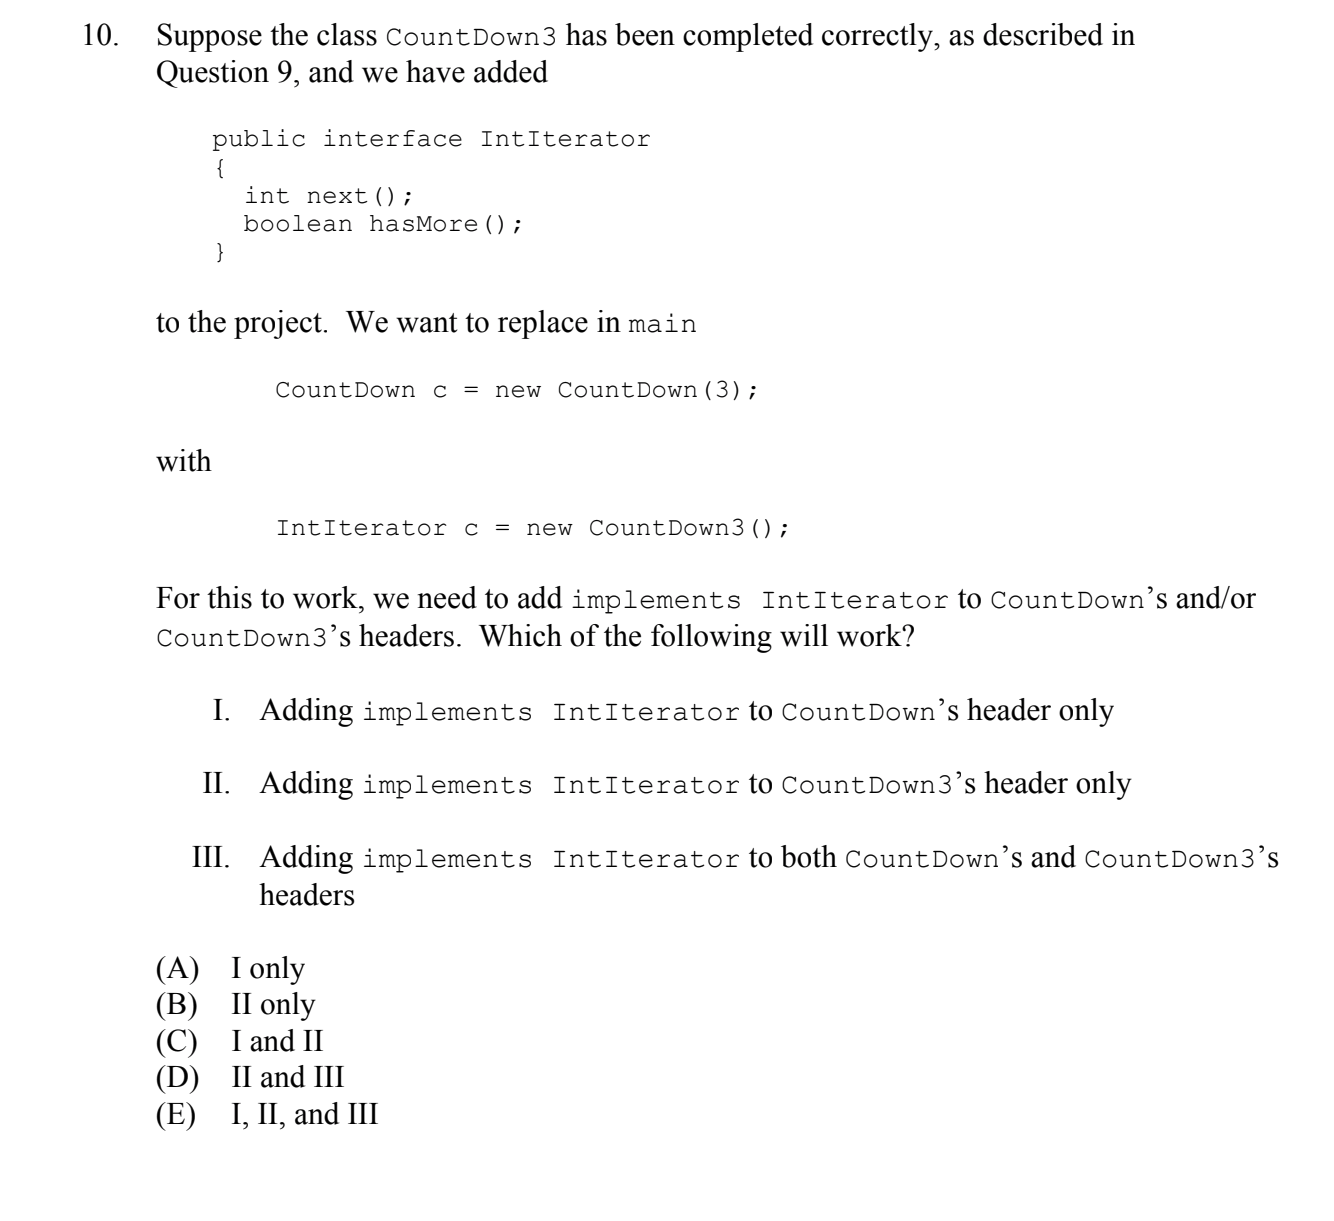 10. Suppose the class CountDown3 has been completed correctly, as described in
Question 9, and we have added
public interface IntIterator
{
int next();
boolean hasMore();
}
to the project. We want to replace in main
CountDown c = new CountDown(3);
with
IntIterator c = new CountDown3();
For this to work, we need to add implements IntIterator to CountDown’s and/or
CountDown3’s headers. Which of the following will work?
I. Adding implements IntIterator to CountDown’s header only
II. Adding implements IntIterator to CountDown3’s header only
III. Adding implements IntIterator to both CountDown’s and CountDown3’s
headers
(A) I only
(B) II only
(C) I and II
(D) II and III
(E) I, II, and III